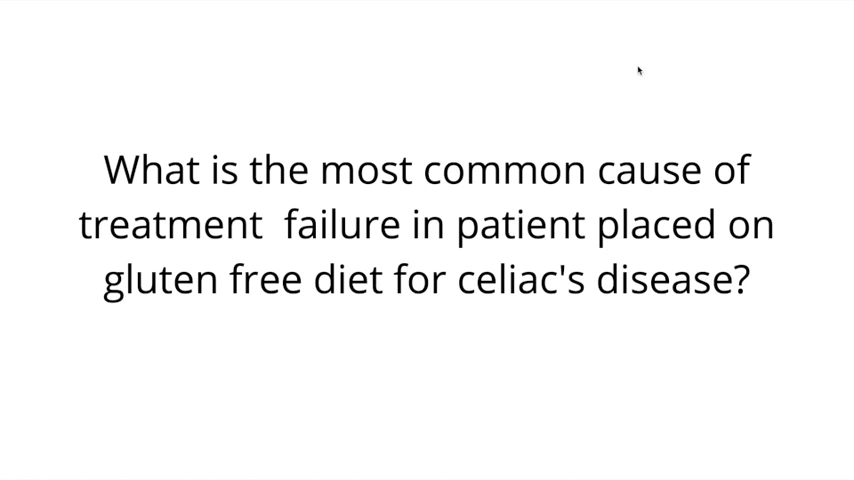 What is the most common cause of
treatment  failure in patient placed on
gluten free diet for celiac's disease?